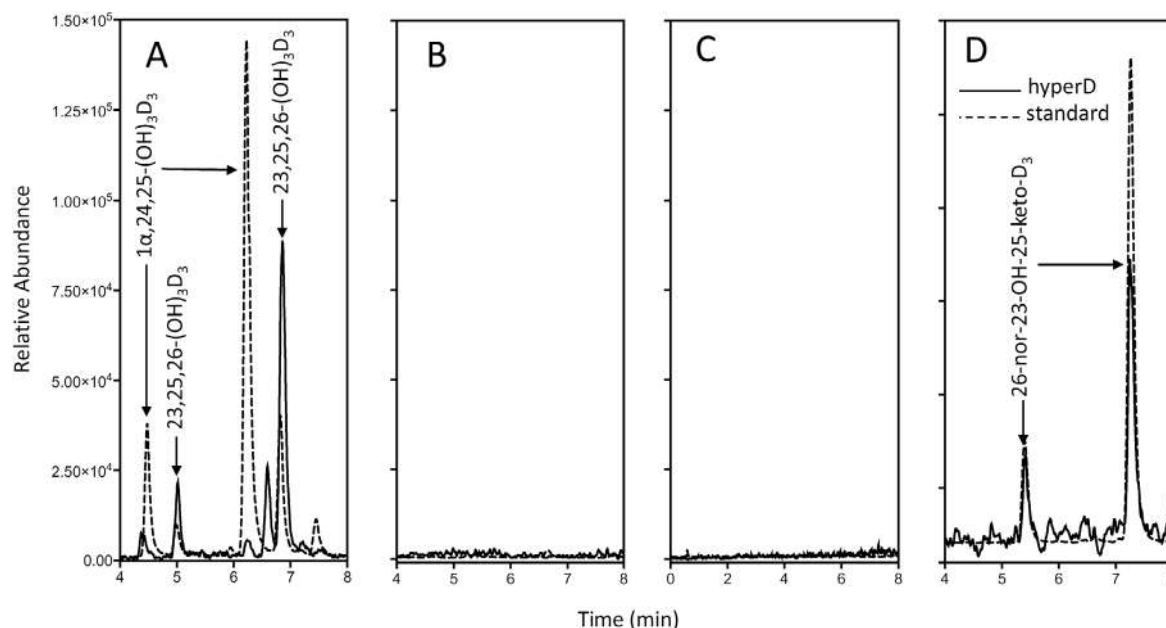 A
B
C
D
1.50×10⁵
1.25×10⁵
1.00×10⁵
7.50×10⁴
5.00×10⁴
2.50×10⁴
0.00
Relative Abundance
1α,24,25-(OH)₃D₃
23,25,26-(OH)₃D₃
23,25,26-(OH)₃D₃
hyperD
standard
26-nor-23-OH-25-keto-D₃
4 5 6 7 8
4 5 6 7 8
0 2 4 6 8
4 5 6 7
Time (min)